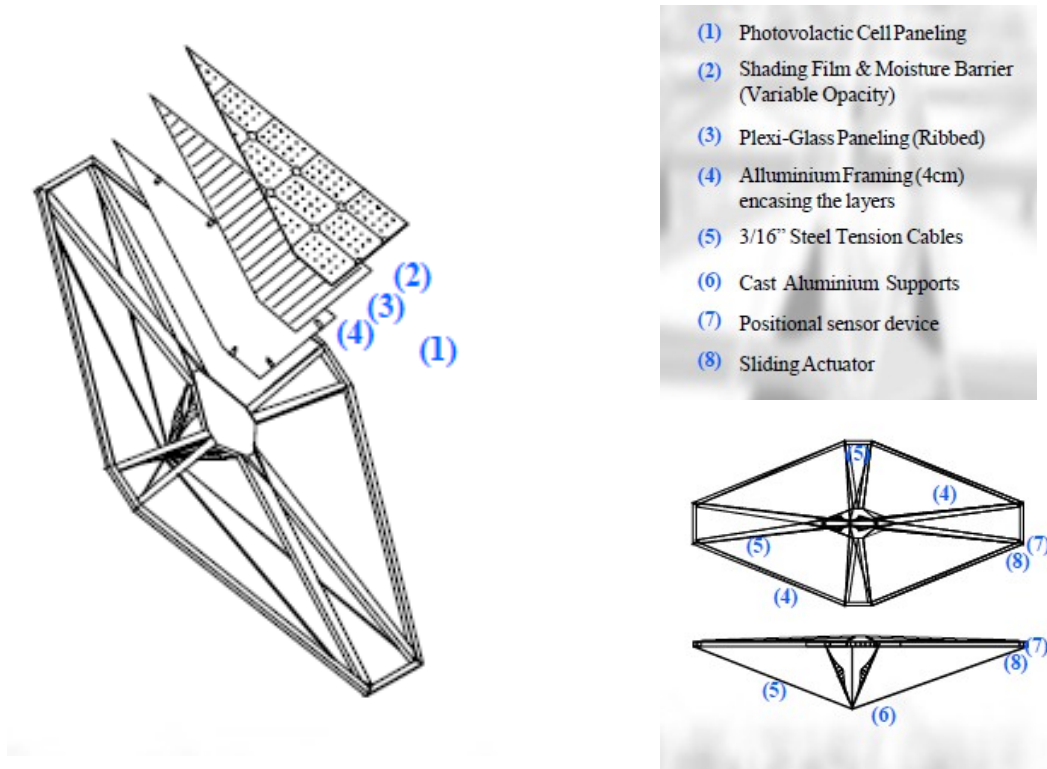 (1) Photovolactic Cell Paneling
(2) Shading Film & Moisture Barrier
(Variable Opacity)
(3) Plexi-Glass Paneling (Ribbed)
(4) Alluminium Framing (4cm)
encasing the layers
(5) 3/16” Steel Tension Cables
(6) Cast Aluminium Supports
(7) Positional sensor device
(8) Sliding Actuator
(2)
(3)
(4)
(1)
(5)
(4)
(5)
(7)
(8)
(4)
(7)
(8)
(5)
(6)